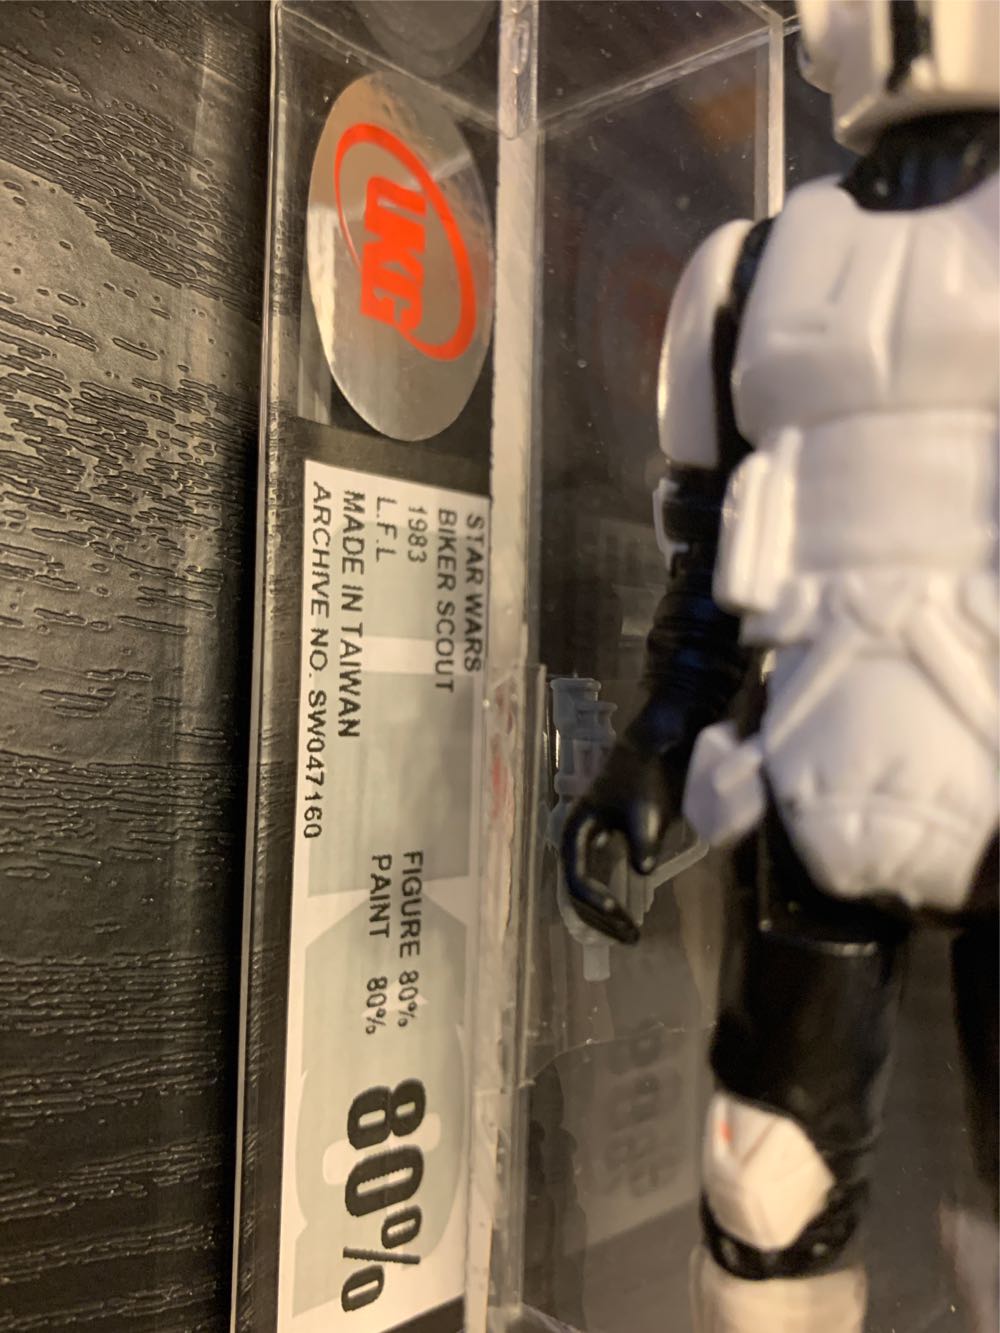 UKG
STAR WARS
BIKER SCOUT
1983
L.F.L
MADE IN TAIWAN
ARCHIVE NO. SW047160
FIGURE 80%
PAINT 80%
80%